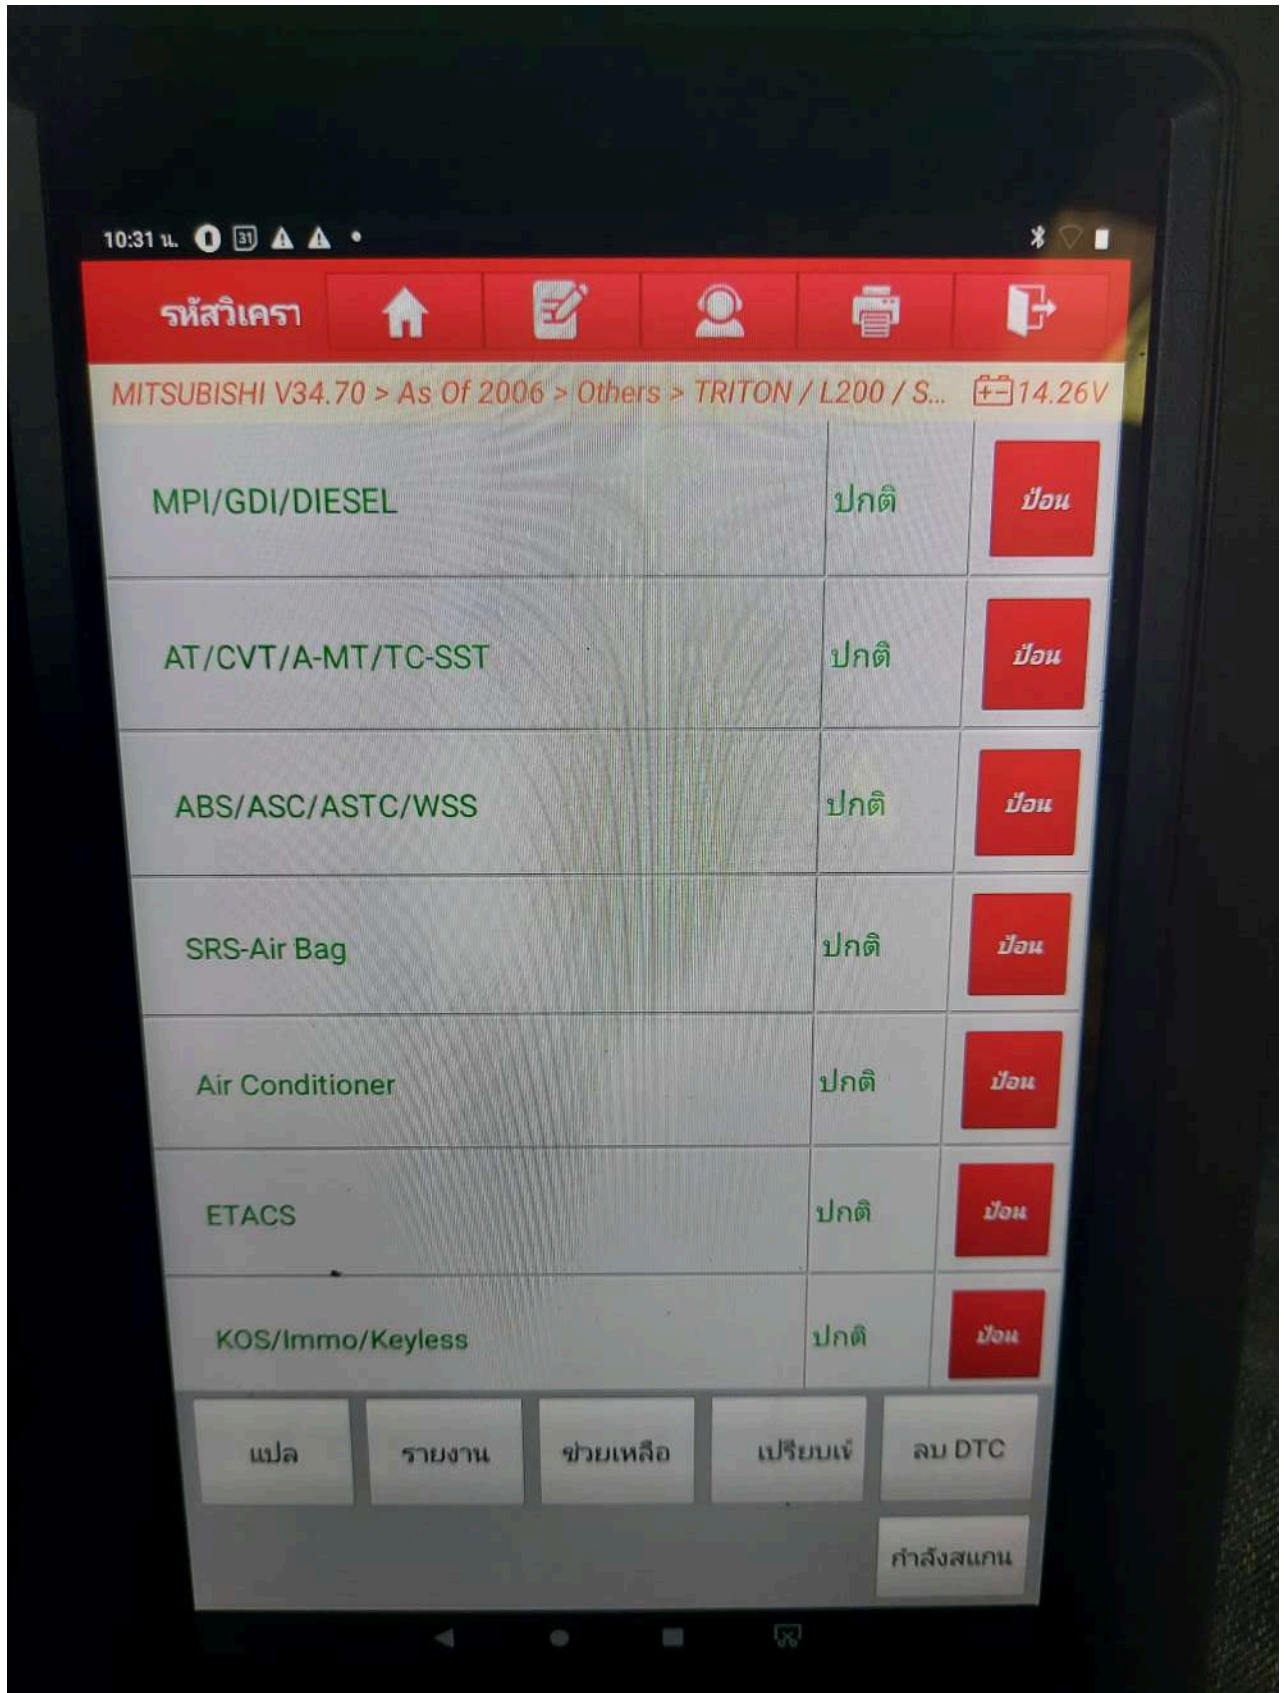 10:31 น. 31
รหัสวิเครา
MITSUBISHI V34.70 > As Of 2006 > Others > TRITON / L200 / S... 14.26V
MPI/GDI/DIESEL ปกติ ป้อน
AT/CVT/A-MT/TC-SST ปกติ ป้อน
ABS/ASC/ASTC/WSS ปกติ ป้อน
SRS-Air Bag ปกติ ป้อน
Air Conditioner ปกติ ป้อน
ETACS ปกติ ป้อน
KOS/Immo/Keyless ปกติ ป้อน
แปล รายงาน ช่วยเหลือ เปรียบเ ลบ DTC
กำลังสแกน